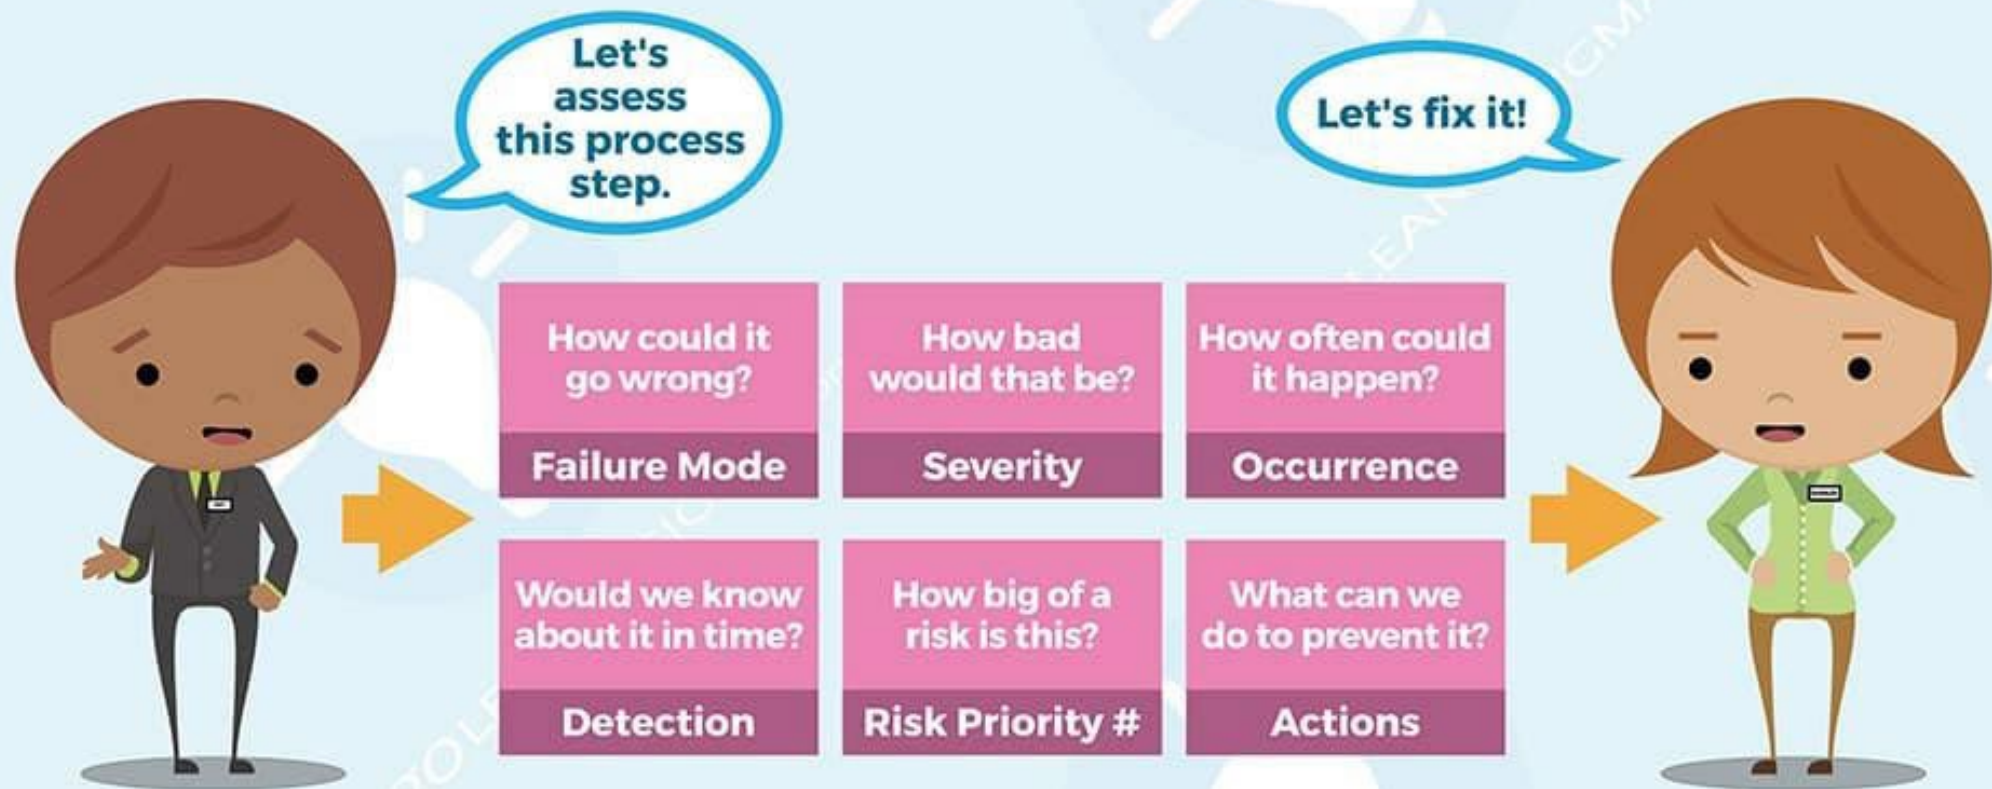 Let's
assess
this process
step.
Let's fix it!
How could it
go wrong?
Failure Mode
How bad
would that be?
Severity
How often could
it happen?
Occurrence
Would we know
about it in time?
Detection
How big of a
risk is this?
Risk Priority #
What can we
do to prevent it?
Actions